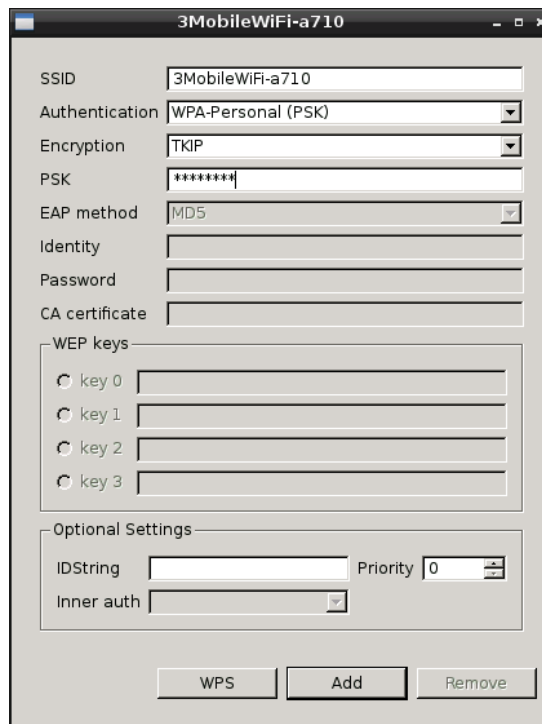 3MobileWiFi-a710
SSID 3MobileWiFi-a710
Authentication WPA-Personal (PSK)
Encryption TKIP
PSK ********
EAP method MD5
Identity
Password
CA certificate
WEP keys
key 0
key 1
key 2
key 3
Optional Settings
IDString Priority 0
Inner auth
WPS Add Remove